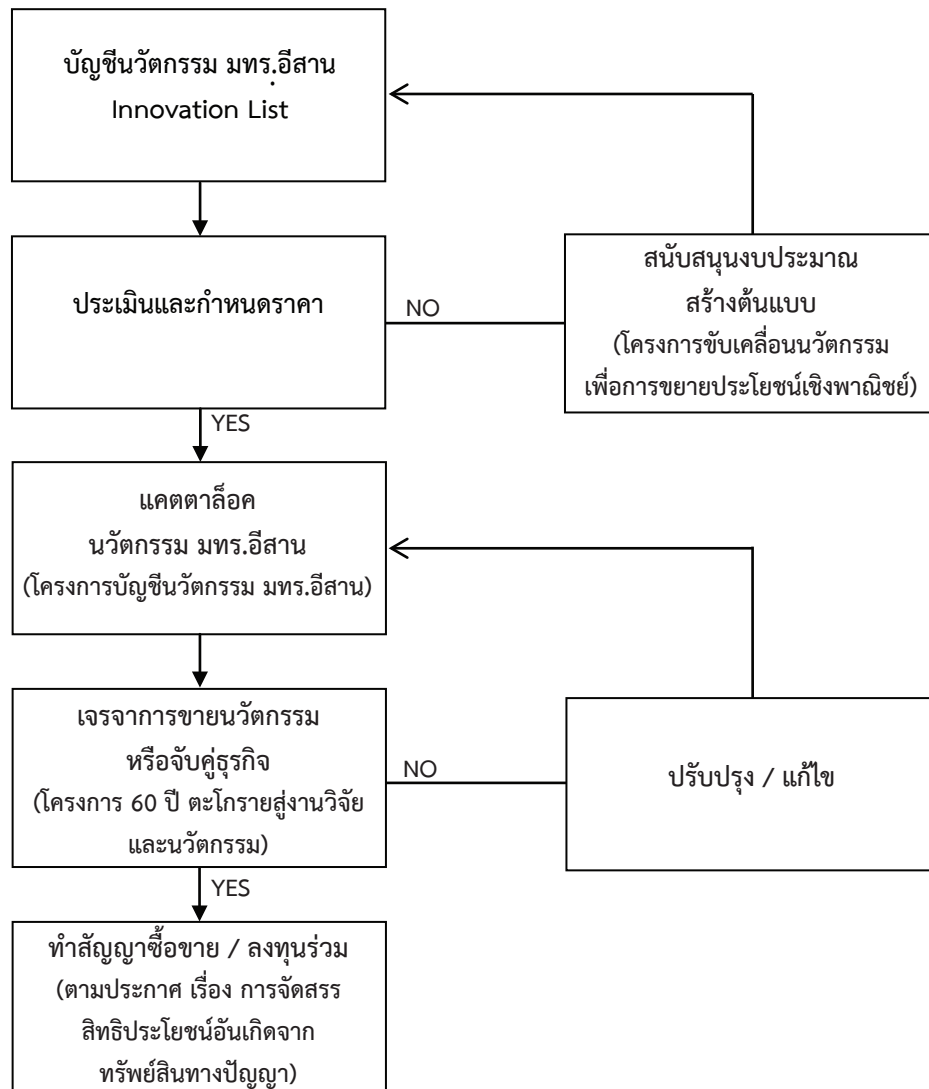 บัญชีนวัตกรรม มทร.อีสาน
Innovation List
ประเมินและกำหนดราคา
NO
สนับสนุนงบประมาณ
สร้างต้นแบบ
(โครงการขับเคลื่อนนวัตกรรม
เพื่อการขยายประโยชน์เชิงพาณิชย์)
YES
แคตตาล็อค
นวัตกรรม มทร.อีสาน
(โครงการบัญชีนวัตกรรม มทร.อีสาน)
เจรจาการขายนวัตกรรม
หรือจับคู่ธุรกิจ
(โครงการ 60 ปี ตะโกรายสู่งานวิจัย
และนวัตกรรม)
NO
ปรับปรุง / แก้ไข
YES
ทำสัญญาซื้อขาย / ลงทุนร่วม
(ตามประกาศ เรื่อง การจัดสรร
สิทธิประโยชน์อันเกิดจาก
ทรัพย์สินทางปัญญา)